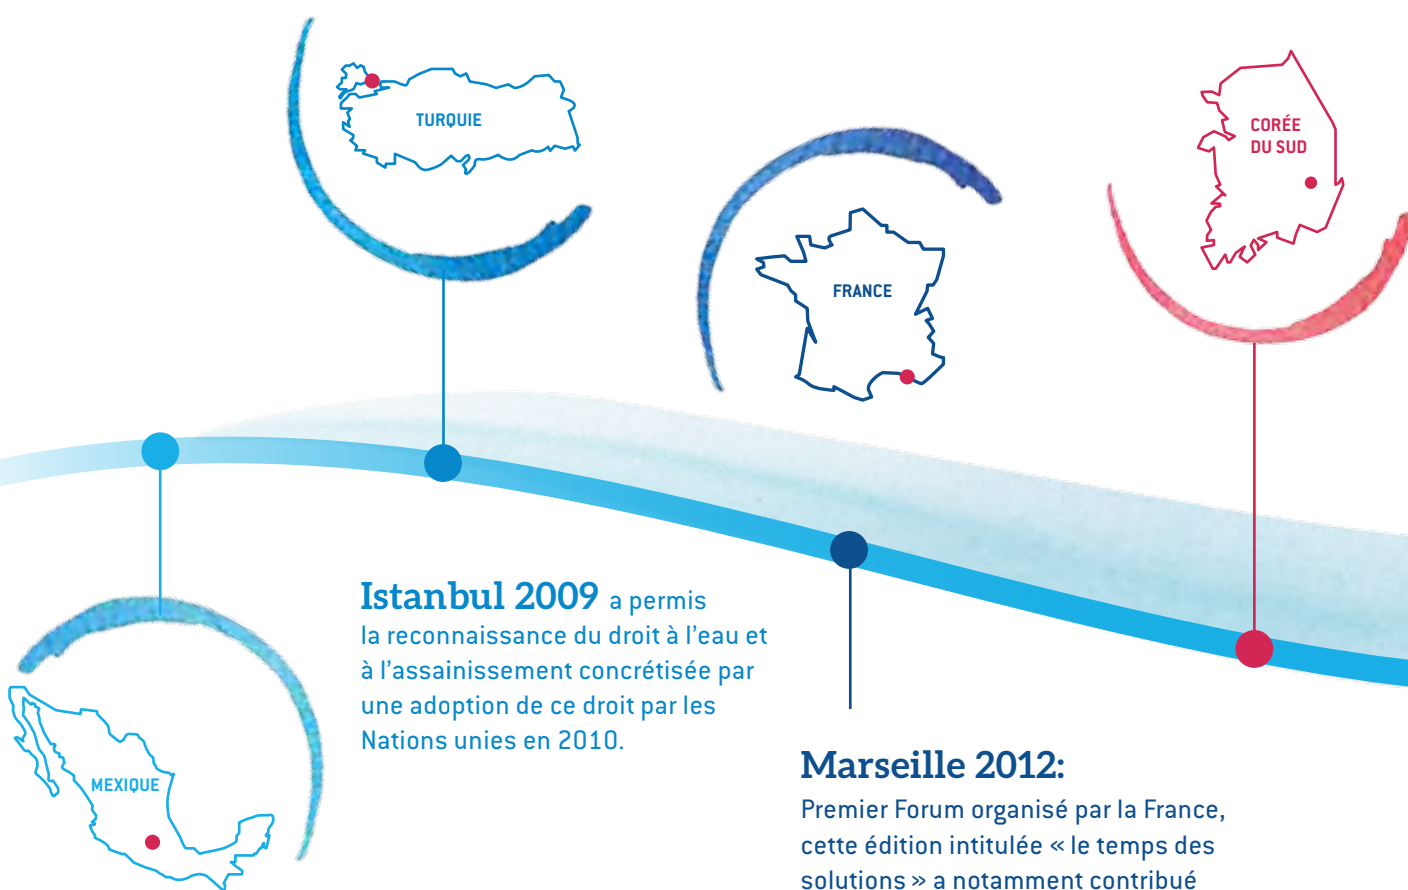 TURQUIE
CORÉE
DU SUD
FRANCE
Istanbul 2009 a permis
la reconnaissance du droit à l’eau et
à l’assainissement concrétisée par
une adoption de ce droit par les
Nations unies en 2010.
MEXIQUE
Marseille 2012:
Premier Forum organisé par la France,
cette édition intitulée « le temps des
solutions » a notamment contribué